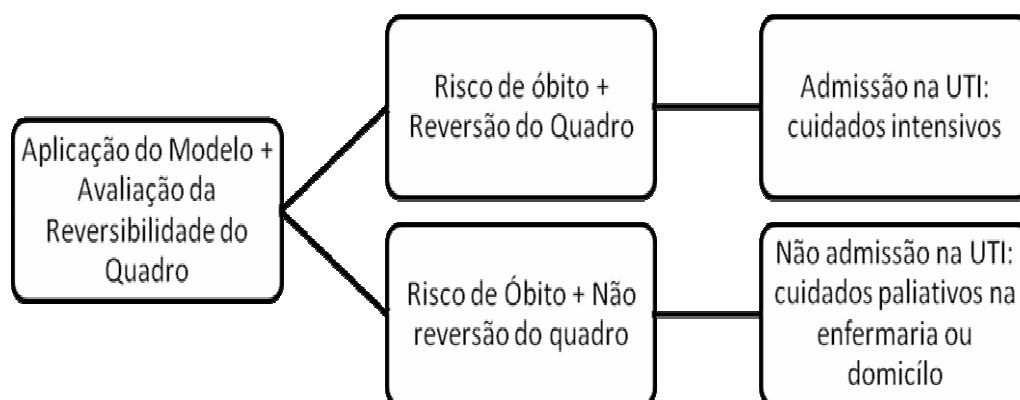 Aplicação do Modelo +
Avaliação da
Reversibilidade do
Quadro
Risco de óbito +
Reversão do Quadro
Admissão na UTI:
cuidados intensivos
Risco de Óbito + Não
reversão do quadro
Não admissão na UTI:
cuidados paliativos na
enfermaria ou
domicílo